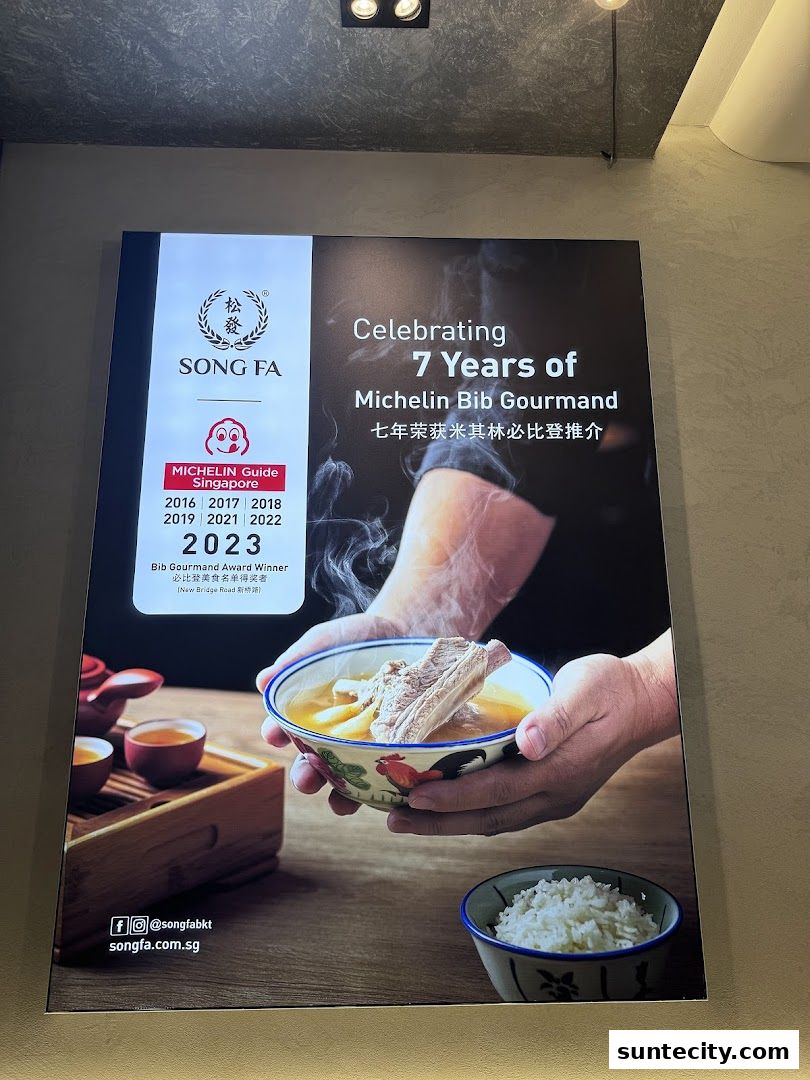 松發®
SONG FA
MICHELIN Guide
Singapore
2016 | 2017 | 2018
2019 | 2021 | 2022
2023
Bib Gourmand Award Winner
必比登美食名单得奖者
(New Bridge Road 新桥路)
Celebrating
7 Years of
Michelin Bib Gourmand
七年荣获米其林必比登推介
@songfabkt
songfa.com.sg
suntecity.com